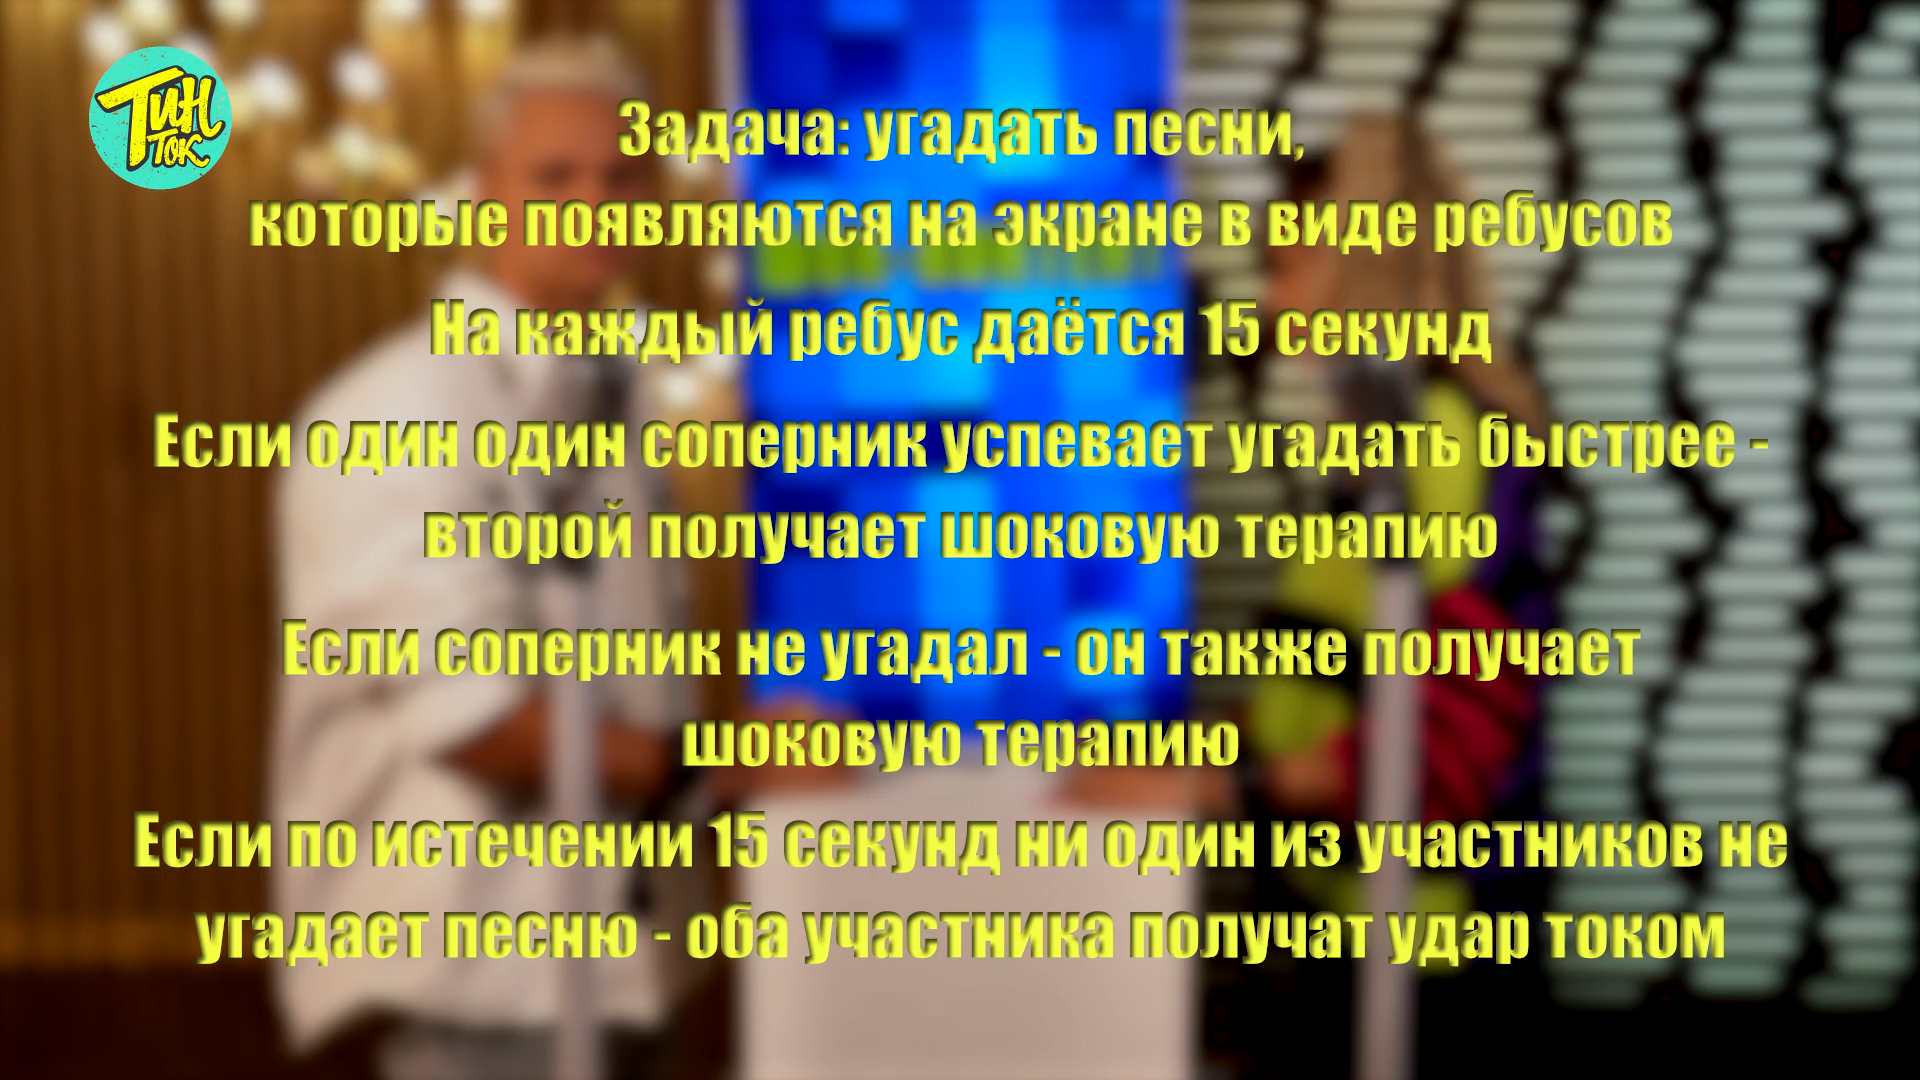 Тин
Ток
Задача: угадать песни,
которые появляются на экране в виде ребусов
На каждый ребус даётся 15 секунд
Если один один соперник успевает угадать быстрее -
второй получает шоковую терапию
Если соперник не угадал - он также получает
шоковую терапию
Если по истечении 15 секунд ни один из участников не
угадает песню - оба участника получат удар током